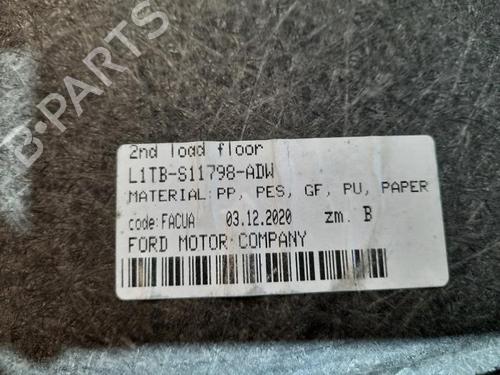 B-PARTS
2nd load floor
L1TB-S11798-ADW
MATERIAL:PP, PES, GF, PU, PAPER
code:FACUA 03.12.2020 zm. B
FORD MOTOR COMPANY